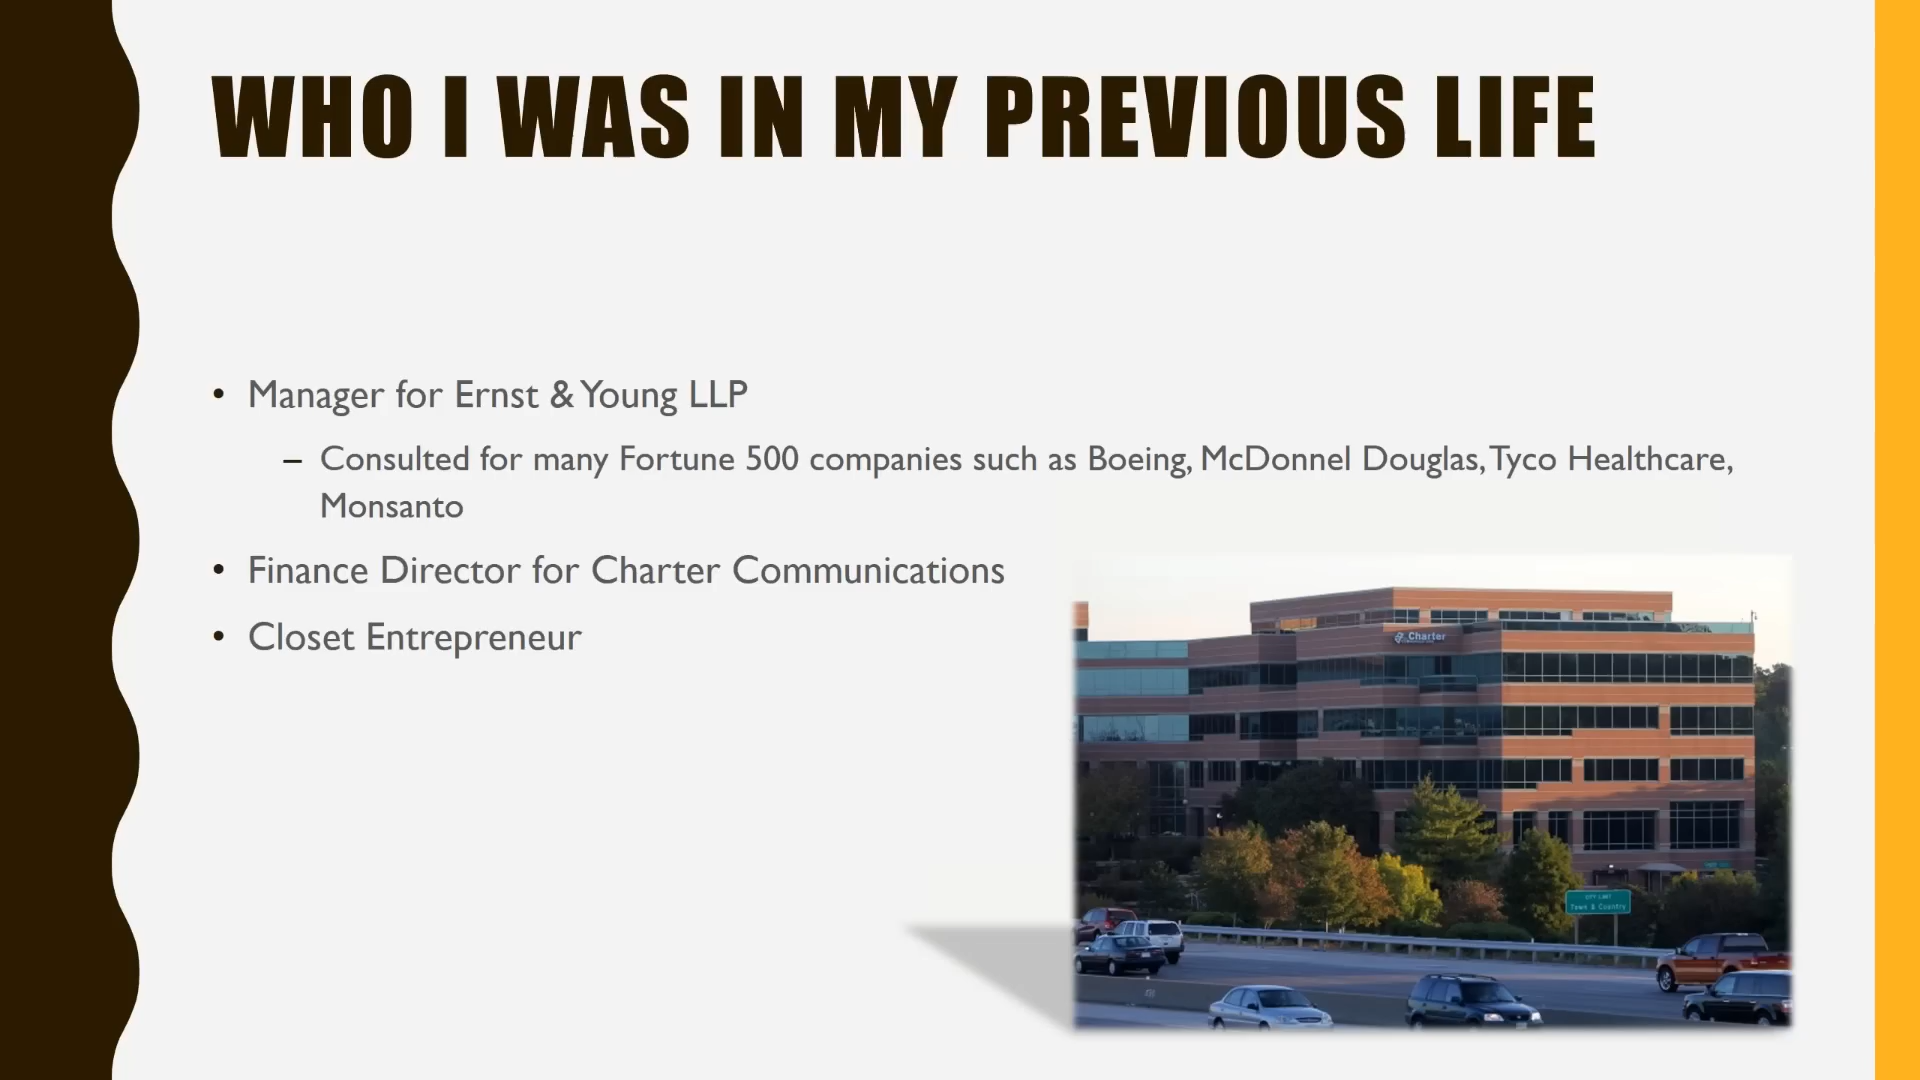 WHO I WAS IN MY PREVIOUS LIFE
• Manager for Ernst & Young LLP
– Consulted for many Fortune 500 companies such as Boeing, McDonnel Douglas, Tyco Healthcare,
Monsanto
• Finance Director for Charter Communications
• Closet Entrepreneur
Charter
CITY LIMIT
Town & Country